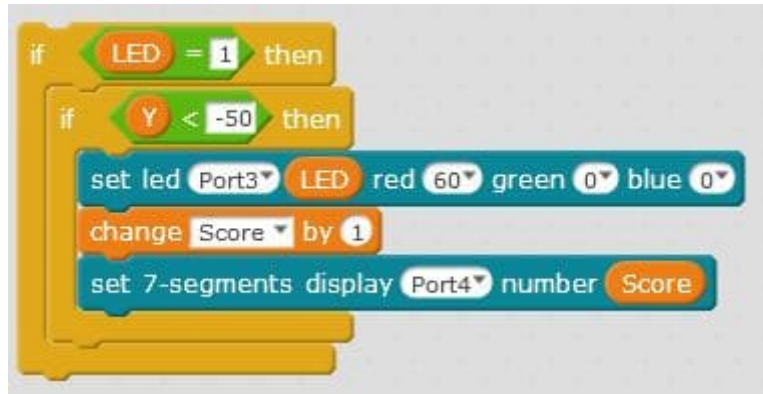 if LED = 1 then
if Y < -50 then
set led Port3 LED red 60 green 0 blue 0
change Score by 1
set 7-segments display Port4 number Score